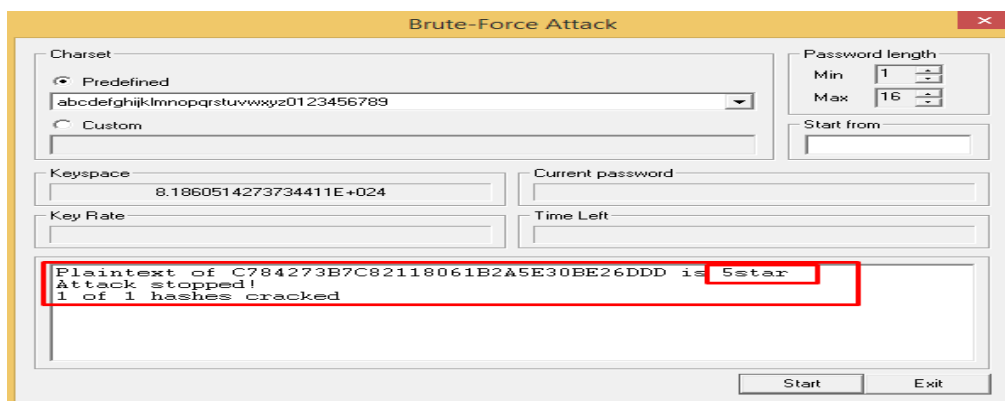 Brute-Force Attack
Charset
Predefined
abcdefghijklmnopqrstuvwxyz0123456789
Custom
Password length
Min 1
Max 16
Start from
Keyspace
8.1860514273734411E+024
Current password
Key Rate
Time Left
Plaintext of C784273B7C82118061B2A5E30BE26DDD is 5star
Attack stopped!
1 of 1 hashes cracked
Start
Exit